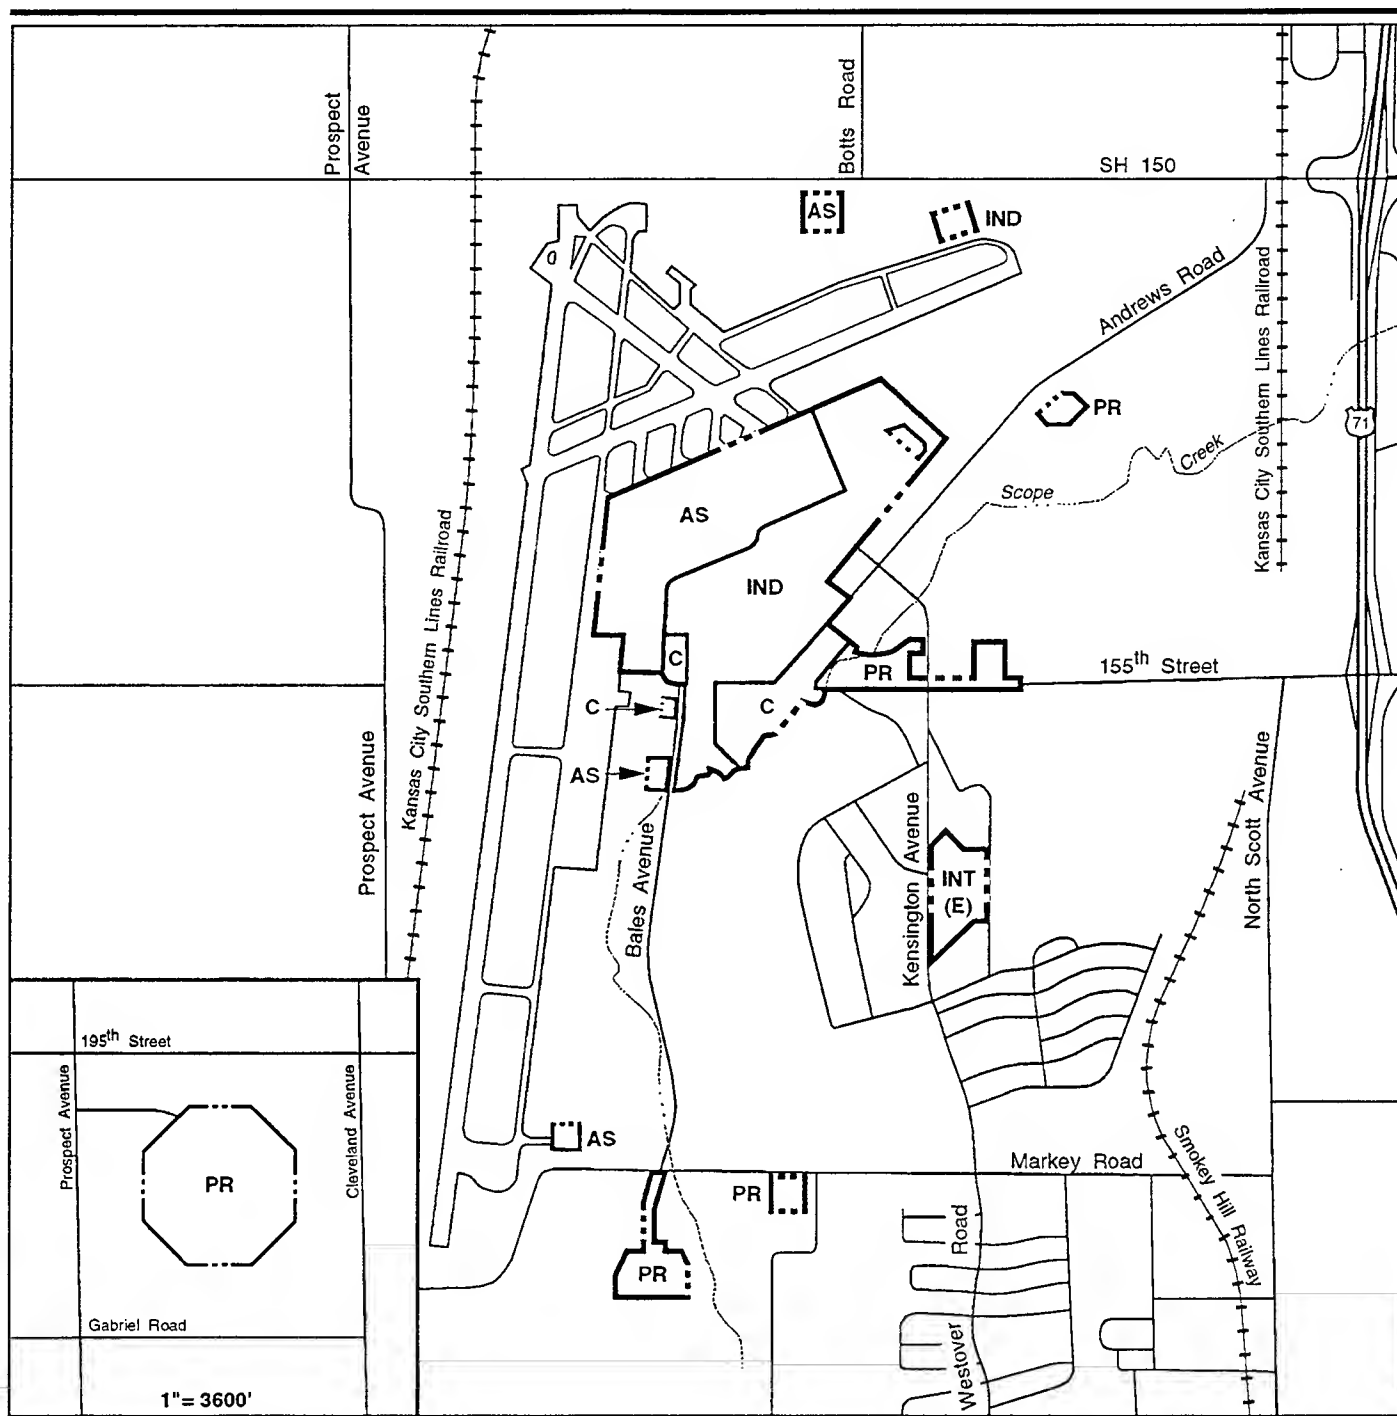 Prospect
Avenue
Botts Road
SH 150
AS
IND
Andrews Road
Kansas City Southern Lines Railroad
71
PR
Creek
Scope
AS
IND
Kansas City Southern Lines Railroad
C
PR
155th Street
C
C
AS
Prospect Avenue
Bales Avenue
Kensington Avenue
INT
(E)
North Scott Avenue
195th Street
Prospect Avenue
Cleveland Avenue
PR
Gabriel Road
1"= 3600'
AS
Markey Road
PR
PR
Smokey Hill Railway
Westover Road